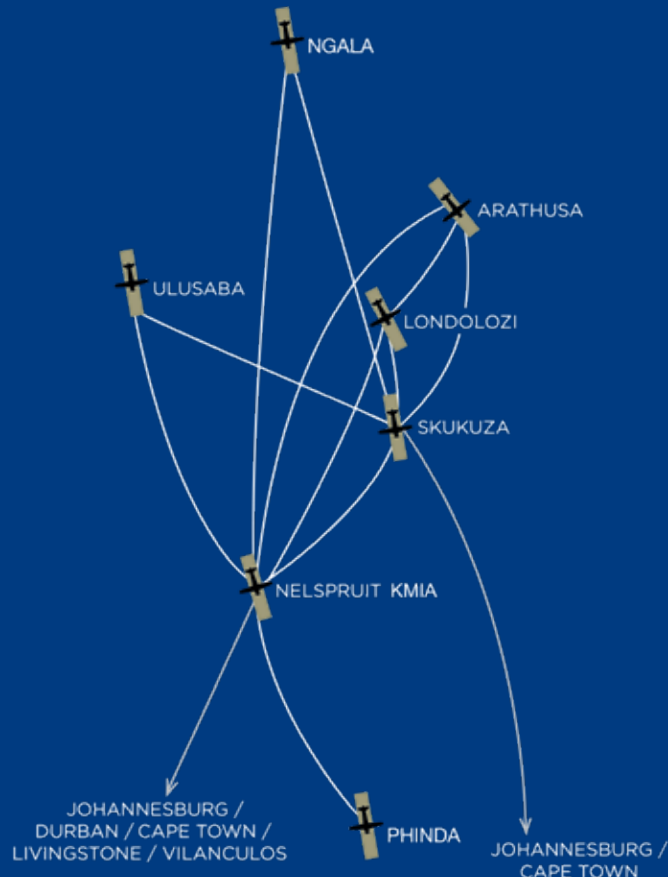 NGALA
ARATHUSA
ULUSABA
LONDOLOZI
SKUKUZA
NELSPRUIT KMIA
JOHANNESBURG /
DURBAN / CAPE TOWN /
LIVINGSTONE / VILANCULOS
PHINDA
JOHANNESBURG /
CAPE TOWN